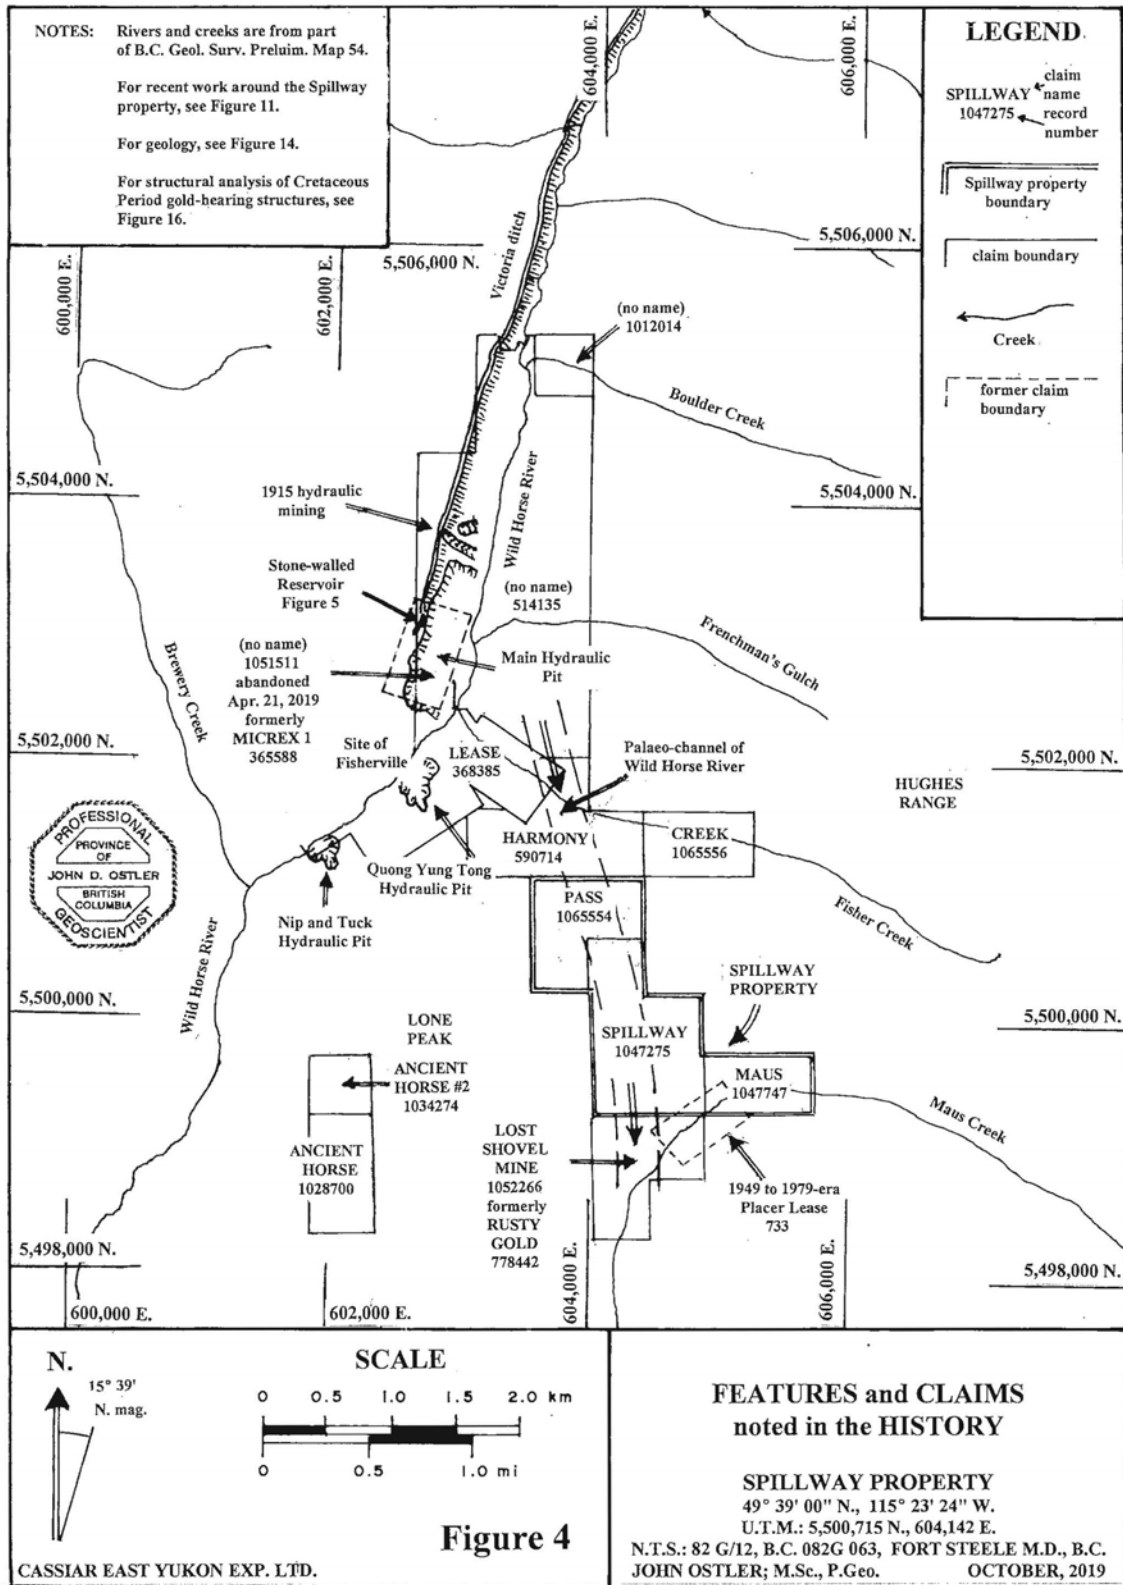 NOTES:
Rivers and creeks are from part
of B.C. Geol. Surv. Preluim. Map 54.
For recent work around the Spillway
property, see Figure 11.
For geology, see Figure 14.
For structural analysis of Cretaceous
Period gold-bearing structures, see
Figure 16.
LEGEND
SPILLWAY
1047275
claim
name
record
number
Spillway property
boundary
claim boundary
Creek
former claim
boundary
604,000 E.
606,000 E.
5,506,000 N.
5,506,000 N.
600,000 E.
602,000 E.
Victoria ditch
(no name)
1012014
Boulder Creek
5,504,000 N.
5,504,000 N.
1915 hydraulic
mining
Wild Horse River
Stone-walled
Reservoir
Figure 5
(no name)
514135
Frenchman's Gulch
(no name)
1051511
abandoned
Apr. 21, 2019
formerly
MICREX 1
365588
Main Hydraulic
Pit
Brewery Creek
5,502,000 N.
5,502,000 N.
Site of
Fisherville
LEASE
368385
Palaeo-channel of
Wild Horse River
HUGHES
RANGE
PROFESSIONAL
PROVINCE
OF
JOHN D. OSTLER
BRITISH
COLUMBIA
GEOSCIENTIST
HARMONY
590714
CREEK
1065556
Quong Yung Tong
Hydraulic Pit
PASS
1065554
Nip and Tuck
Hydraulic Pit
Fisher Creek
Wild Horse River
SPILLWAY
PROPERTY
5,500,000 N.
5,500,000 N.
LONE
PEAK
SPILLWAY
1047275
ANCIENT
HORSE #2
1034274
MAUS
1047747
Maus Creek
ANCIENT
HORSE
1028700
LOST
SHOVEL
MINE
1052266
formerly
RUSTY
GOLD
778442
1949 to 1979-era
Placer Lease
733
5,498,000 N.
5,498,000 N.
600,000 E.
602,000 E.
604,000 E.
606,000 E.
N.
15° 39'
N. mag.
SCALE
0 0.5 1.0 1.5 2.0 km
0 0.5 1.0 mi
Figure 4
CASSIAR EAST YUKON EXP. LTD.
FEATURES and CLAIMS
noted in the HISTORY
SPILLWAY PROPERTY
49° 39' 00" N., 115° 23' 24" W.
U.T.M.: 5,500,715 N., 604,142 E.
N.T.S.: 82 G/12, B.C. 082G 063, FORT STEELE M.D., B.C.
JOHN OSTLER; M.Sc., P.Geo. OCTOBER, 2019